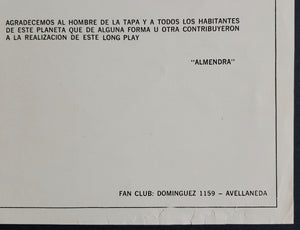 AGRADECEMOS AL HOMBRE DE LA TAPA Y A TODOS LOS HABITANTES
DE ESTE PLANETA QUE DE ALGUNA FORMA U OTRA CONTRIBUYERON
A LA REALIZACION DE ESTE LONG PLAY
"ALMENDRA"
FAN CLUB: DOMINGUEZ 1159 – AVELLANEDA